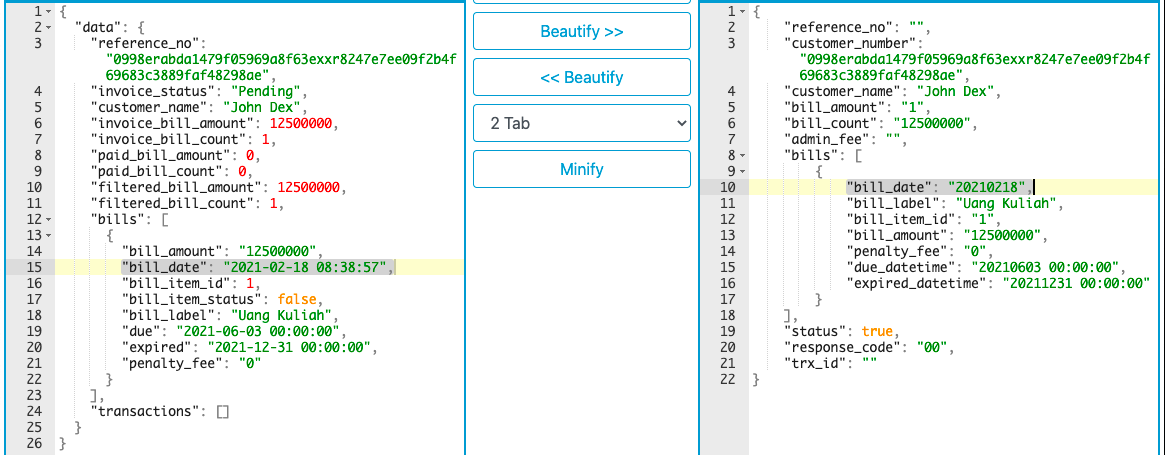 1 {
2 "data": {
3 "reference_no":
"0998erabda1479f05969a8f63exxr8247e7ee09f2b4f
69683c3889faf48298ae",
4 "invoice_status": "Pending",
5 "customer_name": "John Dex",
6 "invoice_bill_amount": 12500000,
7 "invoice_bill_count": 1,
8 "paid_bill_amount": 0,
9 "paid_bill_count": 0,
10 "filtered_bill_amount": 12500000,
11 "filtered_bill_count": 1,
12 "bills": [
13 {
14 "bill_amount": "12500000",
15 "bill_date": "2021-02-18 08:38:57",
16 "bill_item_id": 1,
17 "bill_item_status": false,
18 "bill_label": "Uang Kuliah",
19 "due": "2021-06-03 00:00:00",
20 "expired": "2021-12-31 00:00:00",
21 "penalty_fee": "0"
22 }
23 ],
24 "transactions": []
25 }
26 }
Beautify >>
<< Beautify
2 Tab
Minify
1 {
2 "reference_no": "",
3 "customer_number":
"0998erabda1479f05969a8f63exxr8247e7ee09f2b4f
69683c3889faf48298ae",
4 "customer_name": "John Dex",
5 "bill_amount": "1",
6 "bill_count": "12500000",
7 "admin_fee": "",
8 "bills": [
9 {
10 "bill_date": "20210218",
11 "bill_label": "Uang Kuliah",
12 "bill_item_id": "1",
13 "bill_amount": "12500000",
14 "penalty_fee": "0",
15 "due_datetime": "20210603 00:00:00",
16 "expired_datetime": "20211231 00:00:00"
17 }
18 ],
19 "status": true,
20 "response_code": "00",
21 "trx_id": ""
22 }